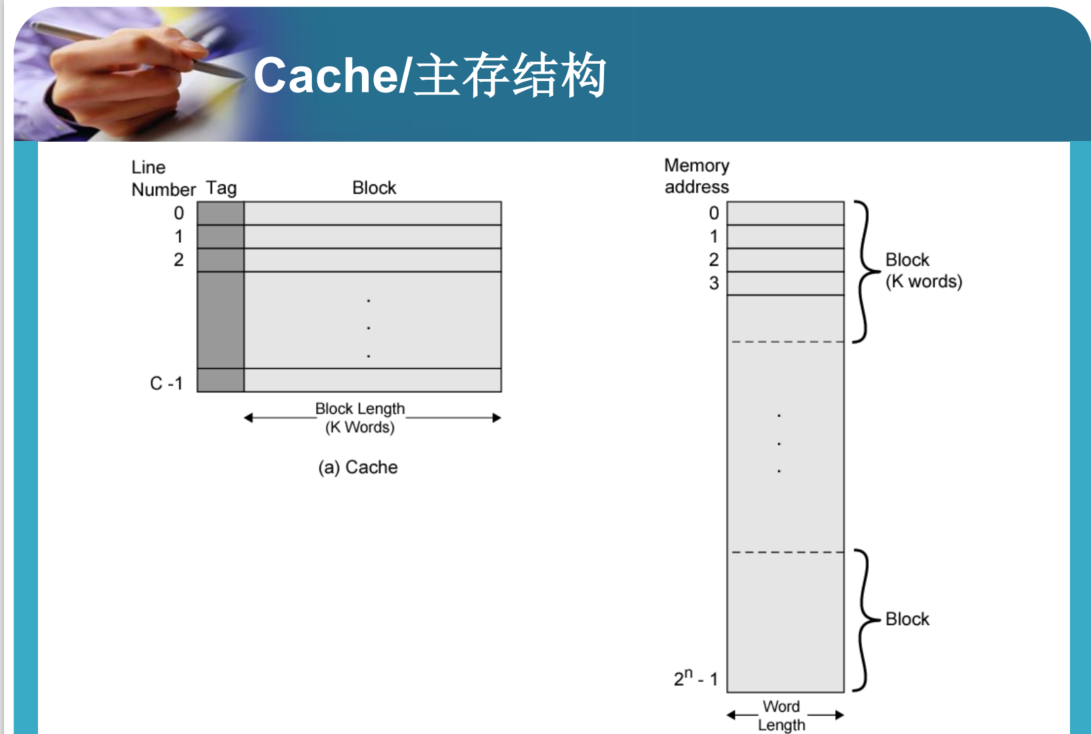 Cache/主存结构
Line
Number Tag Block
0
1
2
.
.
.
C -1
Block Length
(K Words)
(a) Cache
Memory
address
0
1
2
3
Block
(K words)
.
.
.
Block
2ⁿ - 1
Word
Length